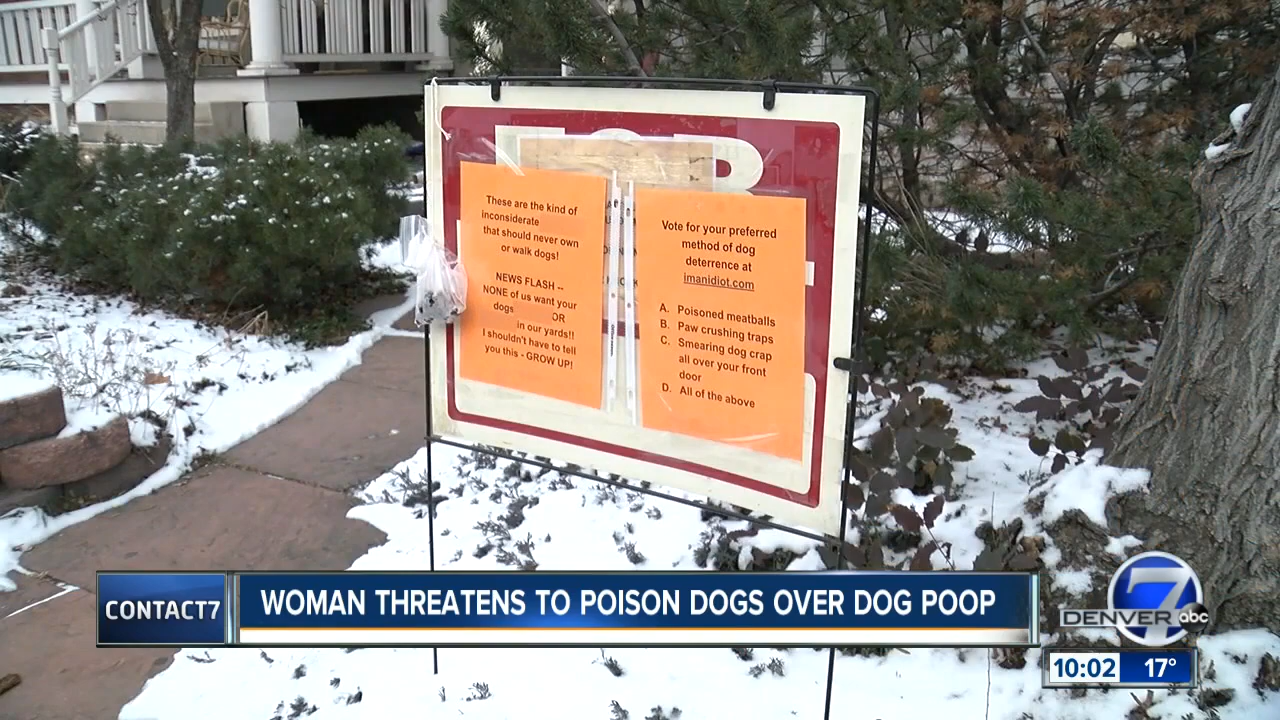 FOR
These are the kind of
inconsiderate
that should never own
or walk dogs!
NEWS FLASH --
NONE of us want your
dogs OR
in our yards!!
I shouldn't have to tell
you this - GROW UP!
Vote for your preferred
method of dog
deterrence at
imanidiot.com
A. Poisoned meatballs
B. Paw crushing traps
C. Smearing dog crap
all over your front
door
D. All of the above
CONTACT7
WOMAN THREATENS TO POISON DOGS OVER DOG POOP
7
DENVER abc
10:02 17°